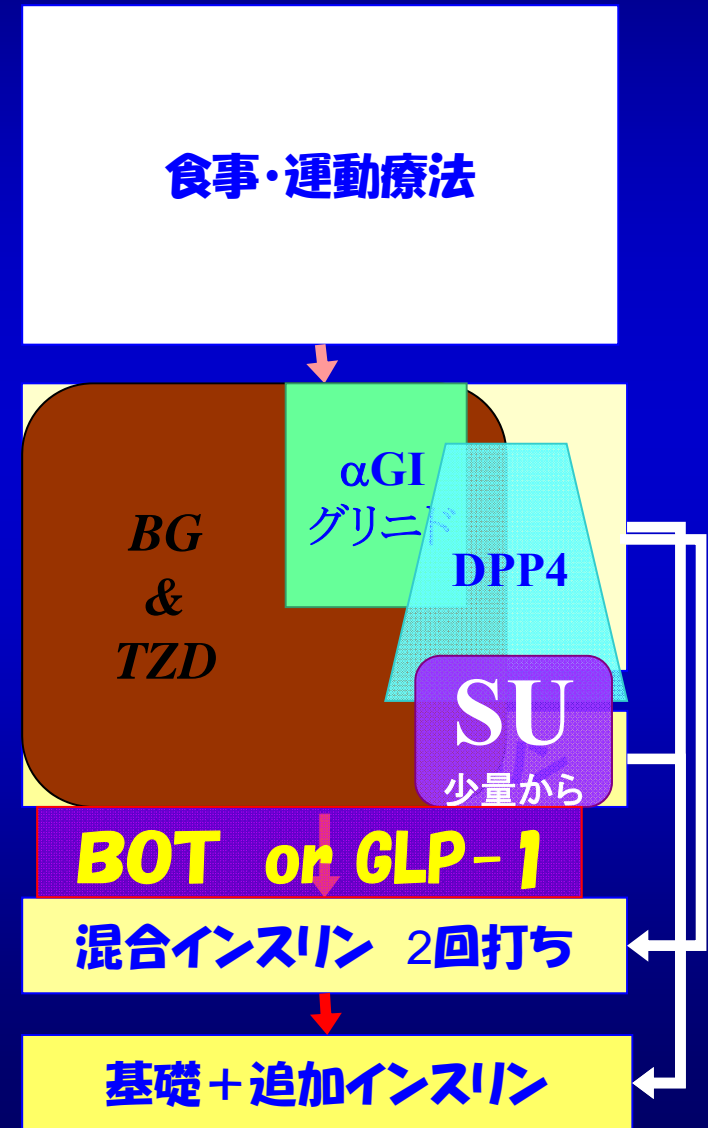 食事・運動療法
αGI
グリニド
BG
&
TZD
DPP4
SU
少量から
BOT or GLP-1
混合インスリン 2回打ち
基礎+追加インスリン